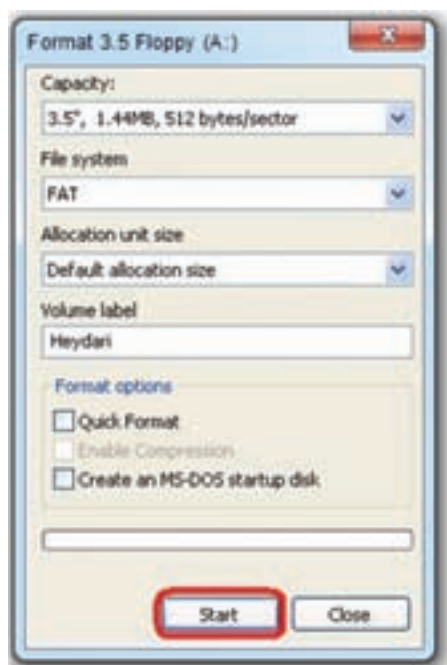 Format 3.5 Floppy (A:)
Capacity:
3.5", 1.44MB, 512 bytes/sector
File system
FAT
Allocation unit size
Default allocation size
Volume label
Heydari
Format options
Quick Format
Enable Compression
Create an MS-DOS startup disk
Start Close